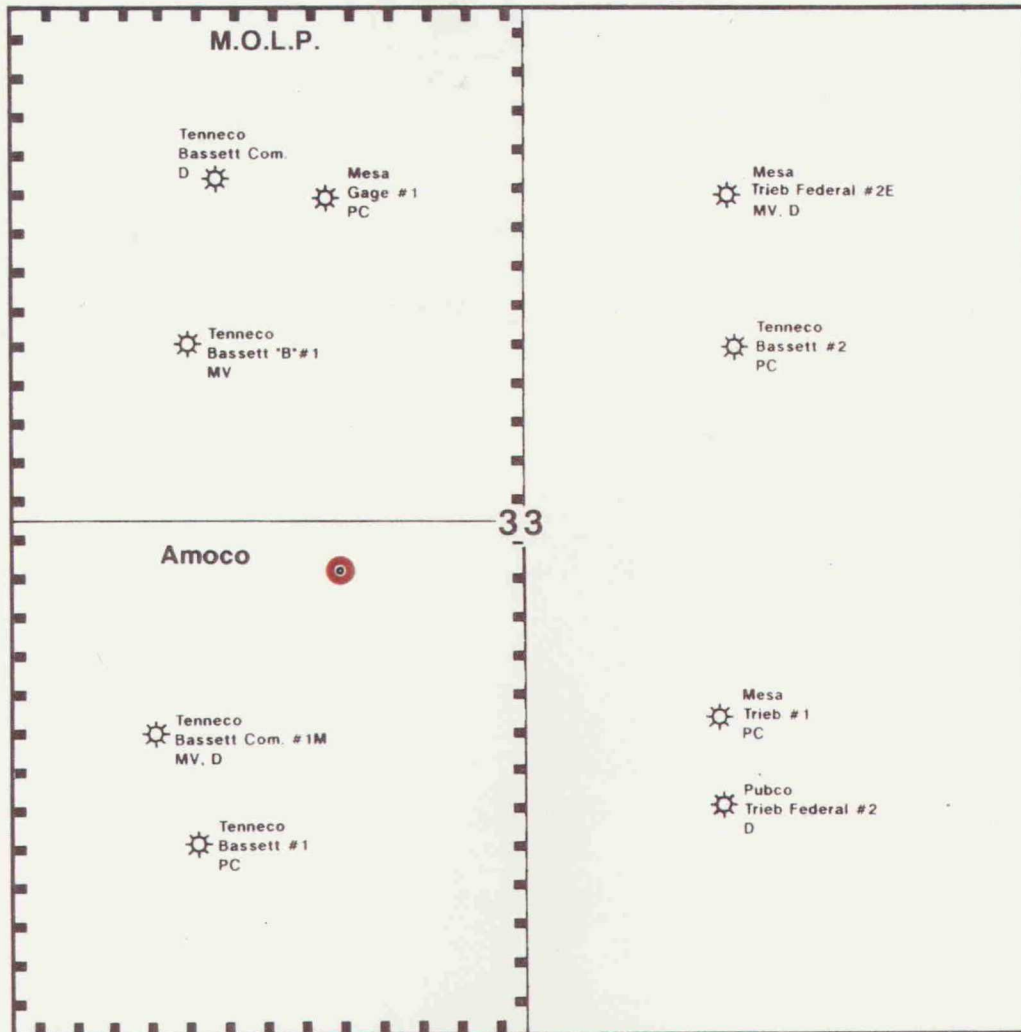 M.O.L.P.
Tenneco
Bassett Com.
D
Mesa
Gage #1
PC
Mesa
Trieb Federal #2E
MV, D
Tenneco
Bassett "B"#1
MV
Tenneco
Bassett #2
PC
33
Amoco
Tenneco
Bassett Com. #1M
MV, D
Tenneco
Bassett #1
PC
Mesa
Trieb #1
PC
Pubco
Trieb Federal #2
D